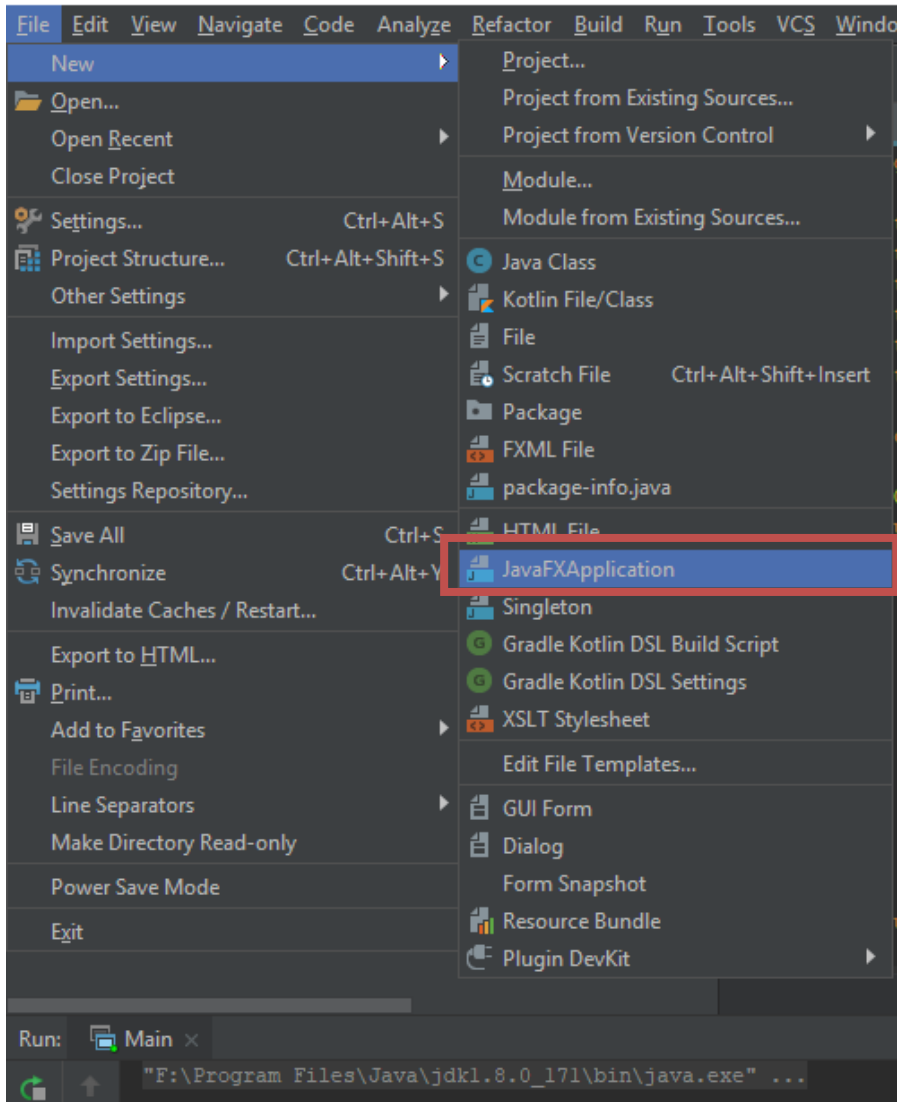 File Edit View Navigate Code Analyze Refactor Build Run Tools VCS Windo
New
Open...
Open Recent
Close Project
Settings... Ctrl+Alt+S
Project Structure... Ctrl+Alt+Shift+S
Other Settings
Import Settings...
Export Settings...
Export to Eclipse...
Export to Zip File...
Settings Repository...
Save All Ctrl+S
Synchronize Ctrl+Alt+Y
Invalidate Caches / Restart...
Export to HTML...
Print...
Add to Favorites
File Encoding
Line Separators
Make Directory Read-only
Power Save Mode
Exit
Project...
Project from Existing Sources...
Project from Version Control
Module...
Module from Existing Sources...
Java Class
Kotlin File/Class
File
Scratch File Ctrl+Alt+Shift+Insert
Package
FXML File
package-info.java
HTML File
JavaFXApplication
Singleton
Gradle Kotlin DSL Build Script
Gradle Kotlin DSL Settings
XSLT Stylesheet
Edit File Templates...
GUI Form
Dialog
Form Snapshot
Resource Bundle
Plugin DevKit
Run: Main
"F:\Program Files\Java\jdk1.8.0_171\bin\java.exe" ...